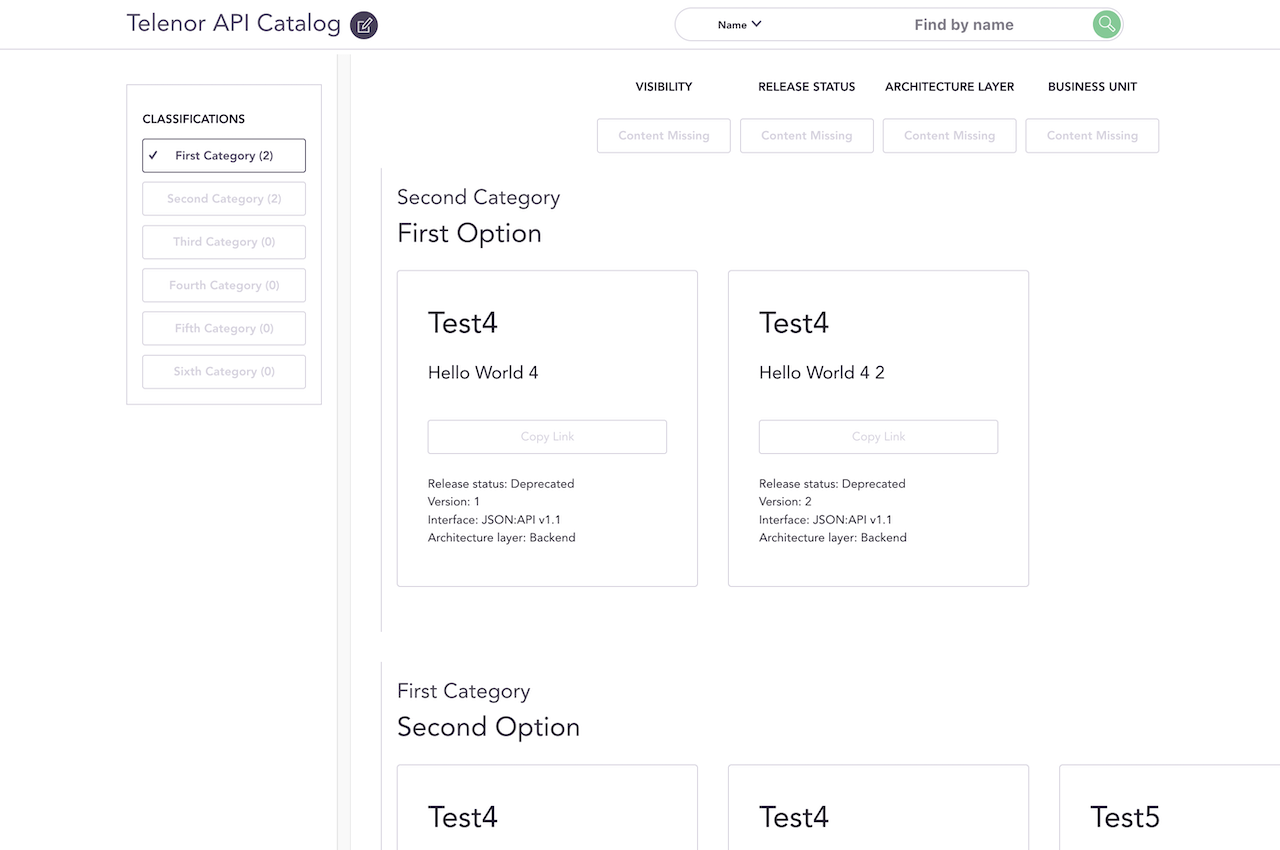 Telenor API Catalog
Name
Find by name
CLASSIFICATIONS
First Category (2)
Second Category (2)
Third Category (0)
Fourth Category (0)
Fifth Category (0)
Sixth Category (0)
VISIBILITY RELEASE STATUS ARCHITECTURE LAYER BUSINESS UNIT
Content Missing Content Missing Content Missing Content Missing
Second Category
First Option
Test4
Hello World 4
Copy Link
Release status: Deprecated
Version: 1
Interface: JSON:API v1.1
Architecture layer: Backend
Test4
Hello World 4 2
Copy Link
Release status: Deprecated
Version: 2
Interface: JSON:API v1.1
Architecture layer: Backend
First Category
Second Option
Test4
Test4
Test5